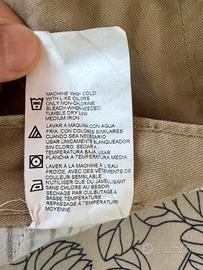 MACHINE WASH COLD
WITH LIKE COLORS
ONLY NON-CHLORINE
BLEACH WHEN NEEDED
TUMBLE DRY LOW
MEDIUM IRON
LAVAR A MAQUINA CON AGUA
FRIA, CON COLORES SIMILARES
CUANDO SEA NECESARIO
USAR UNICAMENTE BLANQUEADOR
SIN CLORO, SECAR A
TEMPERATURA BAJA, USAR
PLANCHA A TEMPERATURA MEDIA.
LAVER À LA MACHINE À L'EAU
FROIDE, AVEC DES VÊTEMENTS DE
COULEUR SEMBLABLE
N'UTILISER QUE DU JAVELLISANT
SANS CHLORE AU BESOIN
SÉCHAGE PAR CULBUTAGE À
BASSE TEMPÉRATURE
REPASSAGE À TEMPÉRATURE
MOYENNE
subito